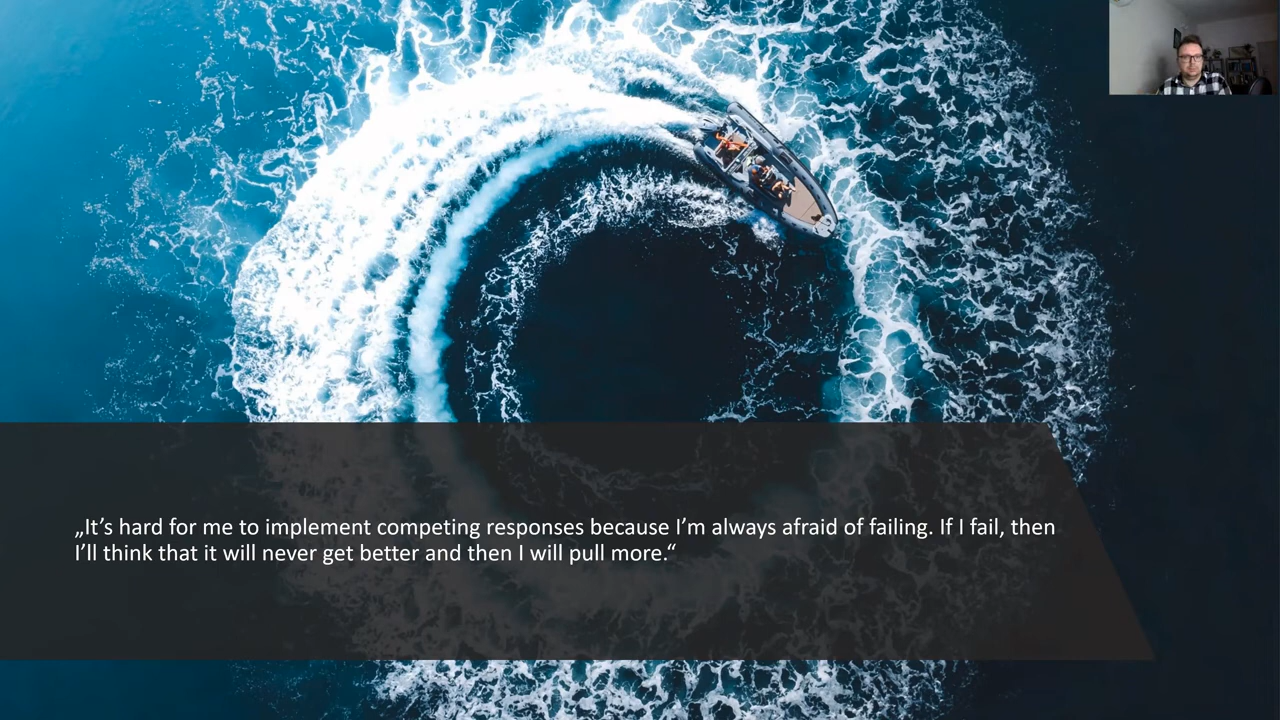 „It’s hard for me to implement competing responses because I’m always afraid of failing. If I fail, then
I’ll think that it will never get better and then I will pull more.“